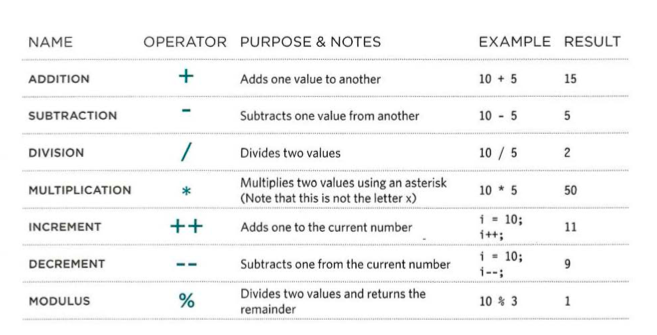 NAME OPERATOR PURPOSE & NOTES EXAMPLE RESULT
ADDITION + Adds one value to another 10 + 5 15
SUBTRACTION - Subtracts one value from another 10 - 5 5
DIVISION / Divides two values 10 / 5 2
MULTIPLICATION * Multiplies two values using an asterisk
(Note that this is not the letter x) 10 * 5 50
INCREMENT ++ Adds one to the current number i = 10;
i++; 11
DECREMENT -- Subtracts one from the current number i = 10;
i--; 9
MODULUS % Divides two values and returns the
remainder 10 % 3 1